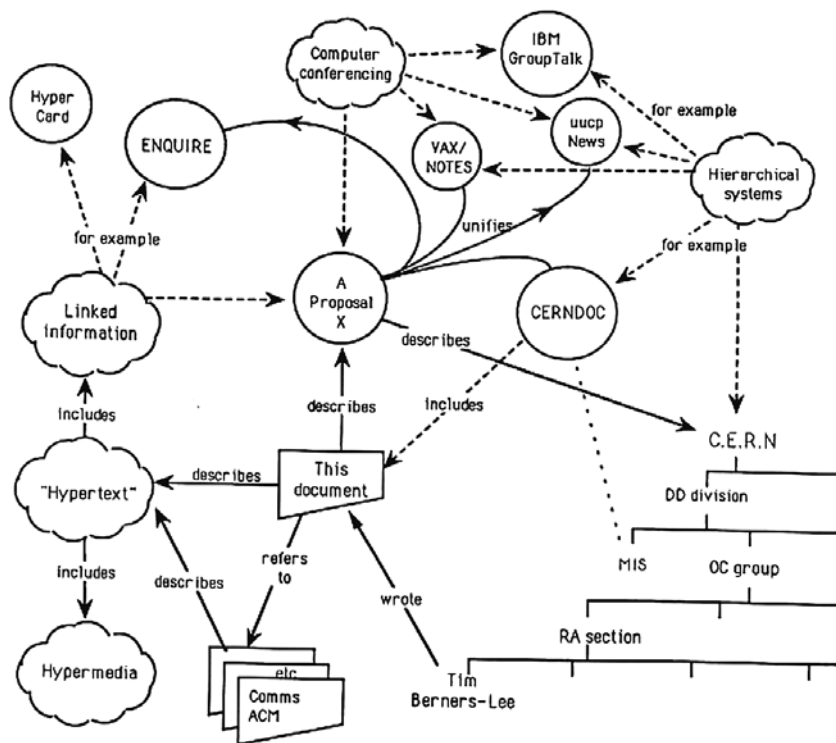 IBM
GroupTalk
Computer
conferencing
Hyper
Card
for example
uucp
News
ENQUIRE
VAX/
NOTES
Hierarchical
systems
unifies
for example
for example
A
Proposal
X
Linked
information
CERNDOC
describes
includes
describes
includes
C.E.R.N
This
document
describes
"Hypertext"
DD division
refers
to
MIS
OC group
includes
describes
wrote
RA section
Hypermedia
etc
Tim
Berners-Lee
Comms
ACM